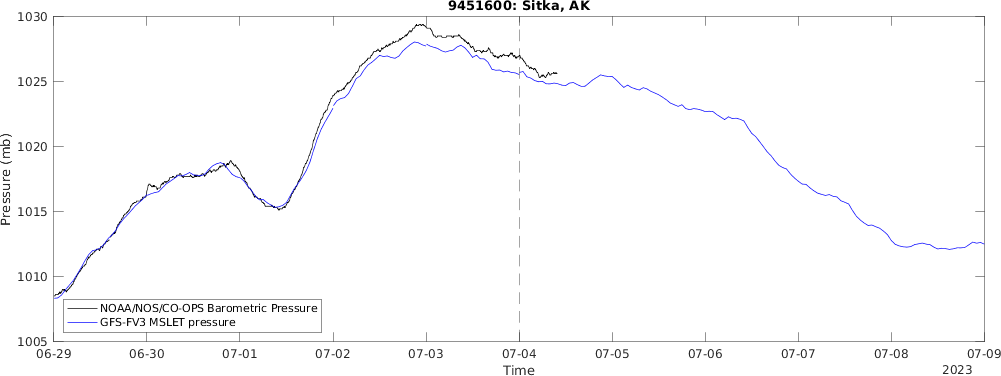 9451600: Sitka, AK
1030
1025
1020
1015
1010
1005
Pressure (mb)
NOAA/NOS/CO-OPS Barometric Pressure
GFS-FV3 MSLET pressure
06-29 06-30 07-01 07-02 07-03 07-04 07-05 07-06 07-07 07-08 07-09
Time
2023